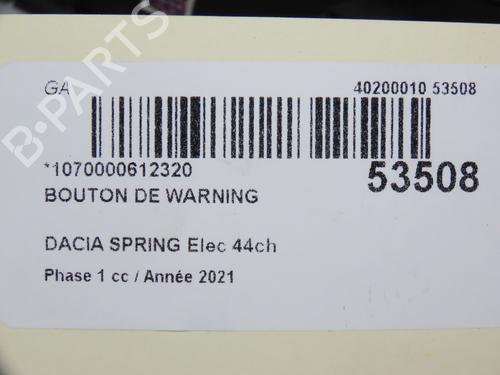 GA 40200010 53508
*1070000612320 53508
BOUTON DE WARNING
DACIA SPRING Elec 44ch
Phase 1 cc / Année 2021
B-PARTS